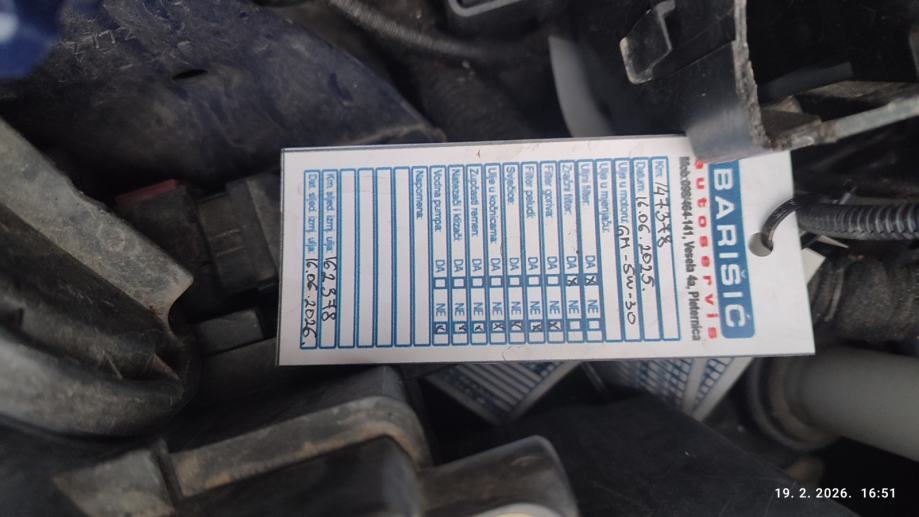 BARIŠIĆ
autoservis
Mob: 098/464-141, Vesela 4a, Pleternica
Km: 147378
Datum: 16.06.2025.
Ulje u motoru: GM-5W-30
Ulje u mjenjaču:
Uljni filter: DA ☒ NE ☐
Zračni filter: DA ☒ NE ☐
Filter goriva: DA ☐ NE ☒
Filter peludi: DA ☐ NE ☒
Svjećice: DA ☐ NE ☒
Ulje u kočnicama: DA ☐ NE ☒
Zupčasti remen: DA ☐ NE ☒
Natezači i klizači: DA ☐ NE ☒
Vodna pumpa: DA ☐ NE ☒
Napomena:
Km sljed. izmj. ulja: 162378
Dat. sljed. izmj. ulja: 16.06.2026.
19. 2. 2026. 16:51